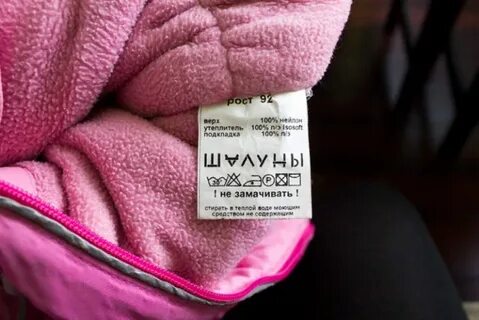 рост 92
верх 100% нейлон
утеплитель 100% п/э Isosoft
подкладка 100% п/э
ШАЛУНЫ
! не замачивать !
стирать в теплой воде моющим
средством не содержащим